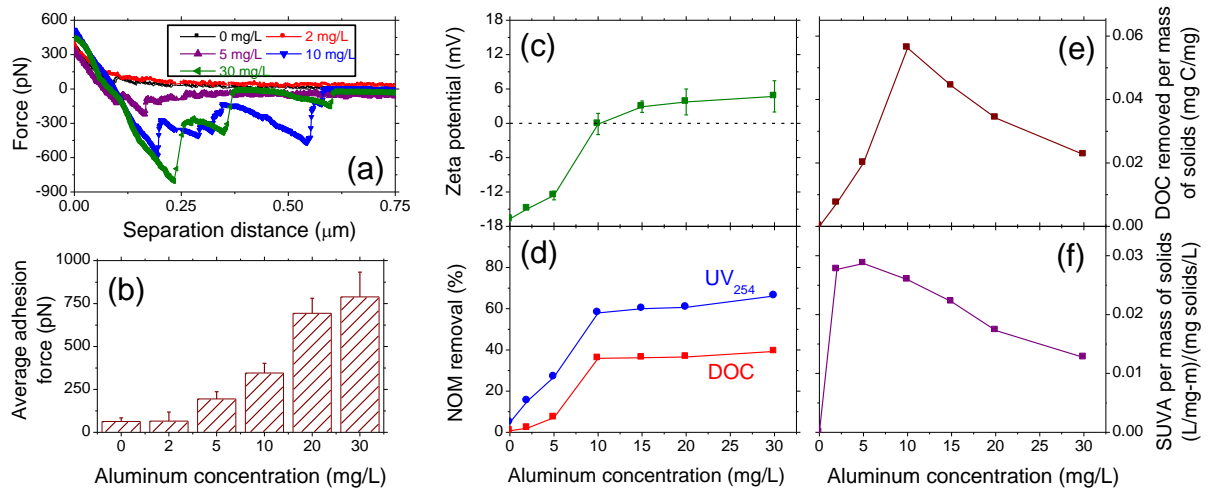 0 mg/L 2 mg/L
5 mg/L 10 mg/L
30 mg/L
600
300
0
-300
-600
-900
Force (pN)
(a)
0.00 0.25 0.50 0.75
Separation distance (μm)
1000
750
500
250
0
Average adhesion
force (pN)
(b)
0 2 5 10 20 30
Aluminum concentration (mg/L)
18
12
6
0
-6
-12
-18
Zeta potential (mV)
(c)
100
80
60
40
20
0
NOM removal (%)
(d)
UV254
DOC
0 5 10 15 20 25 30
Aluminum concentration (mg/L)
(e)
0.06
0.04
0.02
0.00
DOC removed per mass
of solids (mg C/mg)
(f)
0.03
0.02
0.01
0.00
SUVA per mass of solids
(L/mg-m)/(mg solids/L)
0 5 10 15 20 25 30
Aluminum concentration (mg/L)